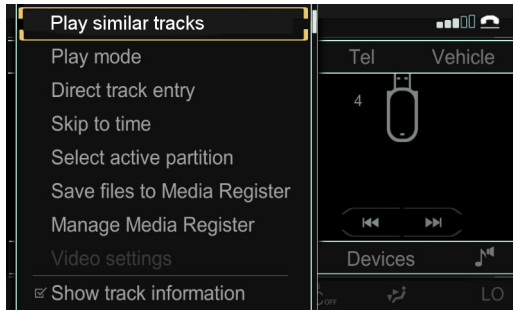 Play similar tracks
Play mode
Tel
Vehicle
Direct track entry
4
Skip to time
Select active partition
Save files to Media Register
Manage Media Register
Video settings
Devices
Show track information
OFF
LO